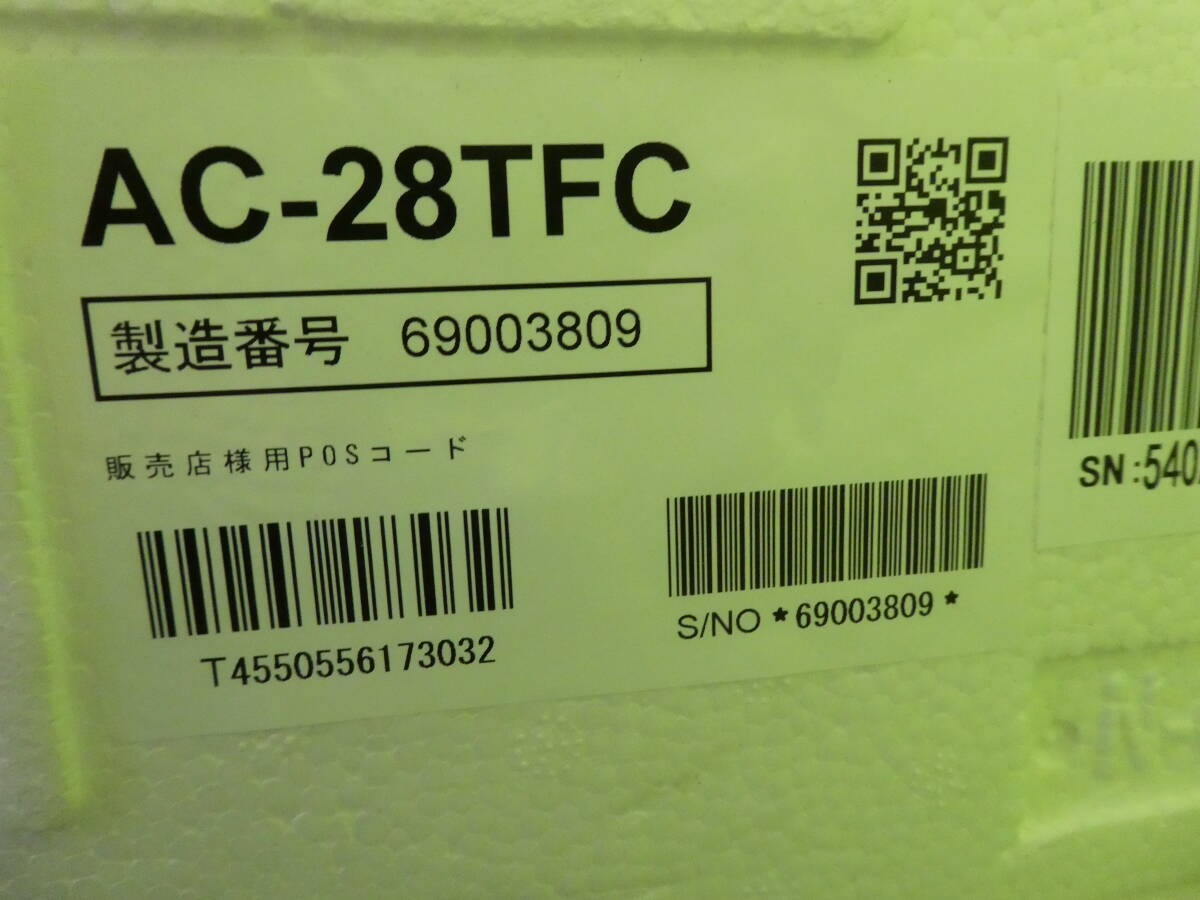 AC-28TFC
製造番号 69003809
販売店様用POSコード
T4550556173032
S/NO *69003809*
SN:540